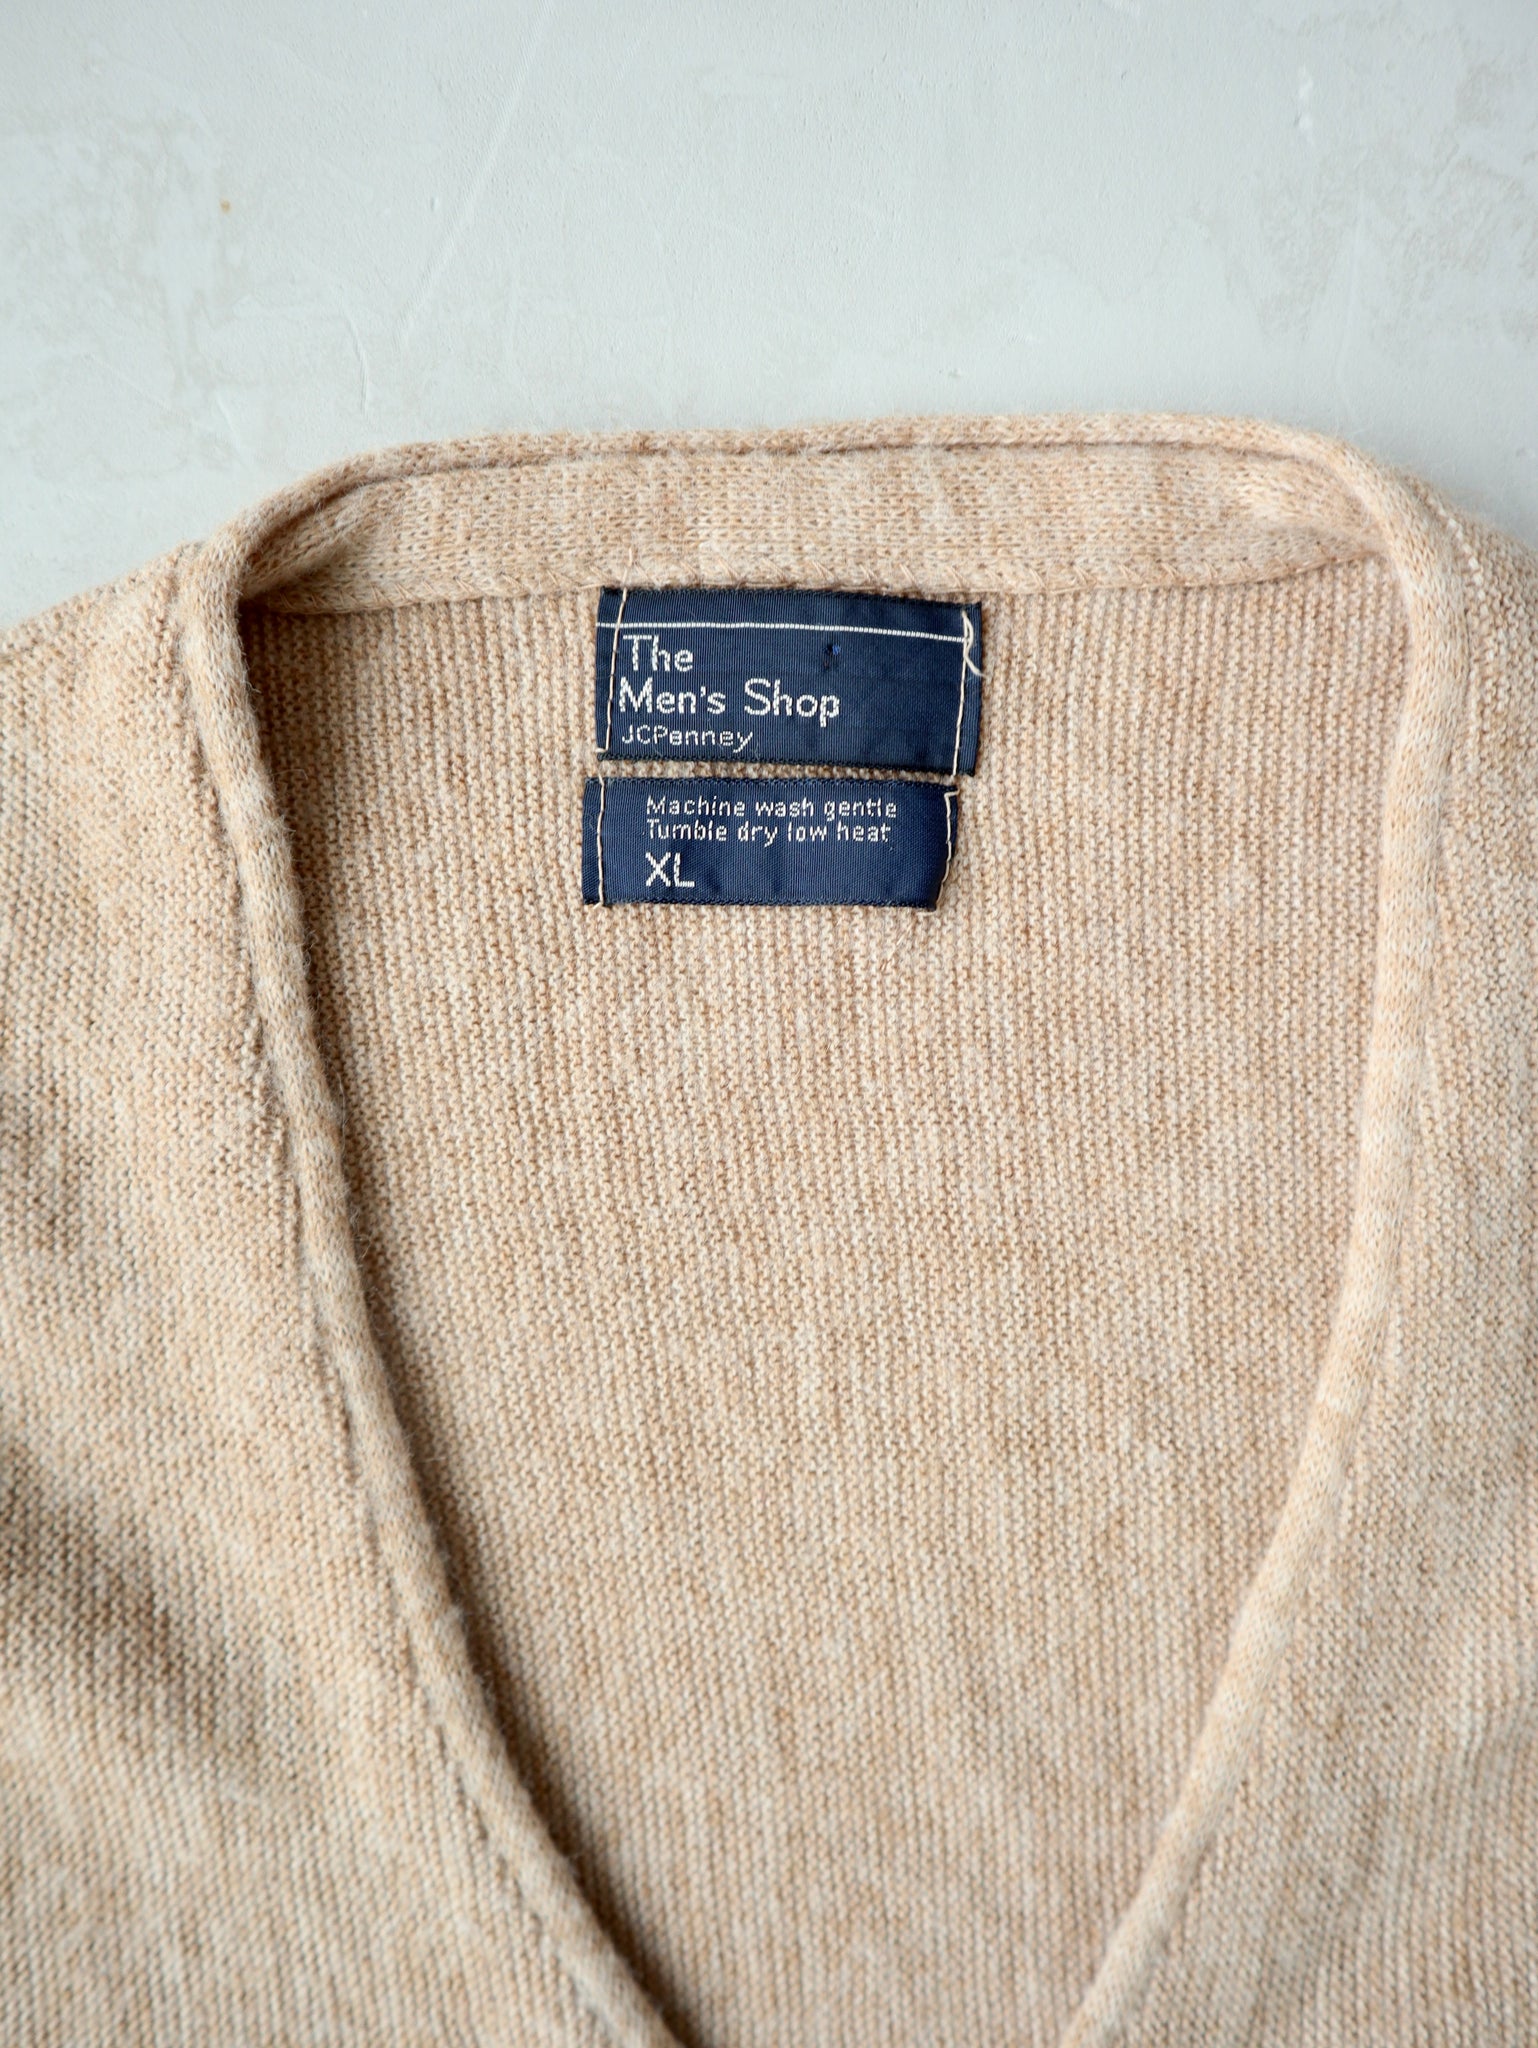 The
Men's Shop
JCPenney
Machine wash gentle
Tumble dry low heat
XL